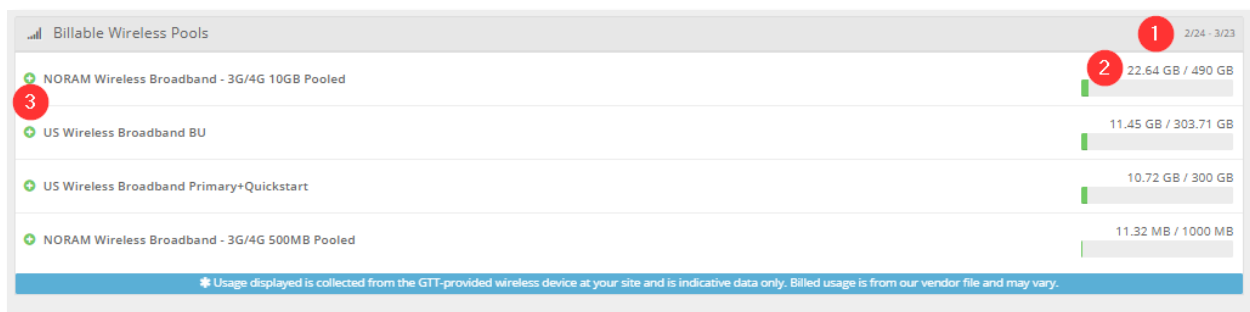 Billable Wireless Pools
1
2/24 - 3/23
NORAM Wireless Broadband - 3G/4G 10GB Pooled
2
22.64 GB / 490 GB
3
US Wireless Broadband BU
11.45 GB / 303.71 GB
US Wireless Broadband Primary+Quickstart
10.72 GB / 300 GB
NORAM Wireless Broadband - 3G/4G 500MB Pooled
11.32 MB / 1000 MB
✱ Usage displayed is collected from the GTT-provided wireless device at your site and is indicative data only. Billed usage is from our vendor file and may vary.